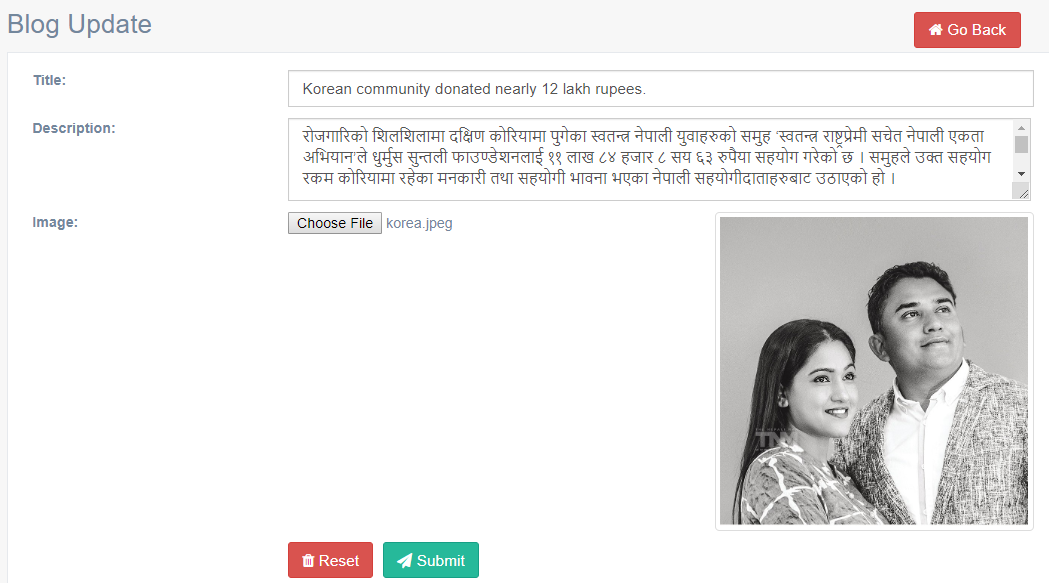 Blog Update
Go Back
Title:
Korean community donated nearly 12 lakh rupees.
Description:
रोजगारिको शिलशिलामा दक्षिण कोरियामा पुगेका स्वतन्त्र नेपाली युवाहरुको समुह ‘स्वतन्त्र राष्ट्रप्रेमी सचेत नेपाली एकता
अभियान’ले धुर्मुस सुन्तली फाउण्डेशनलाई ११ लाख ८४ हजार ८ सय ६३ रुपैया सहयोग गरेको छ । समुहले उक्त सहयोग
रकम कोरियामा रहेका मनकारी तथा सहयोगी भावना भएका नेपाली सहयोगीदाताहरुबाट उठाएको हो ।
Image:
Choose File korea.jpeg
Reset
Submit